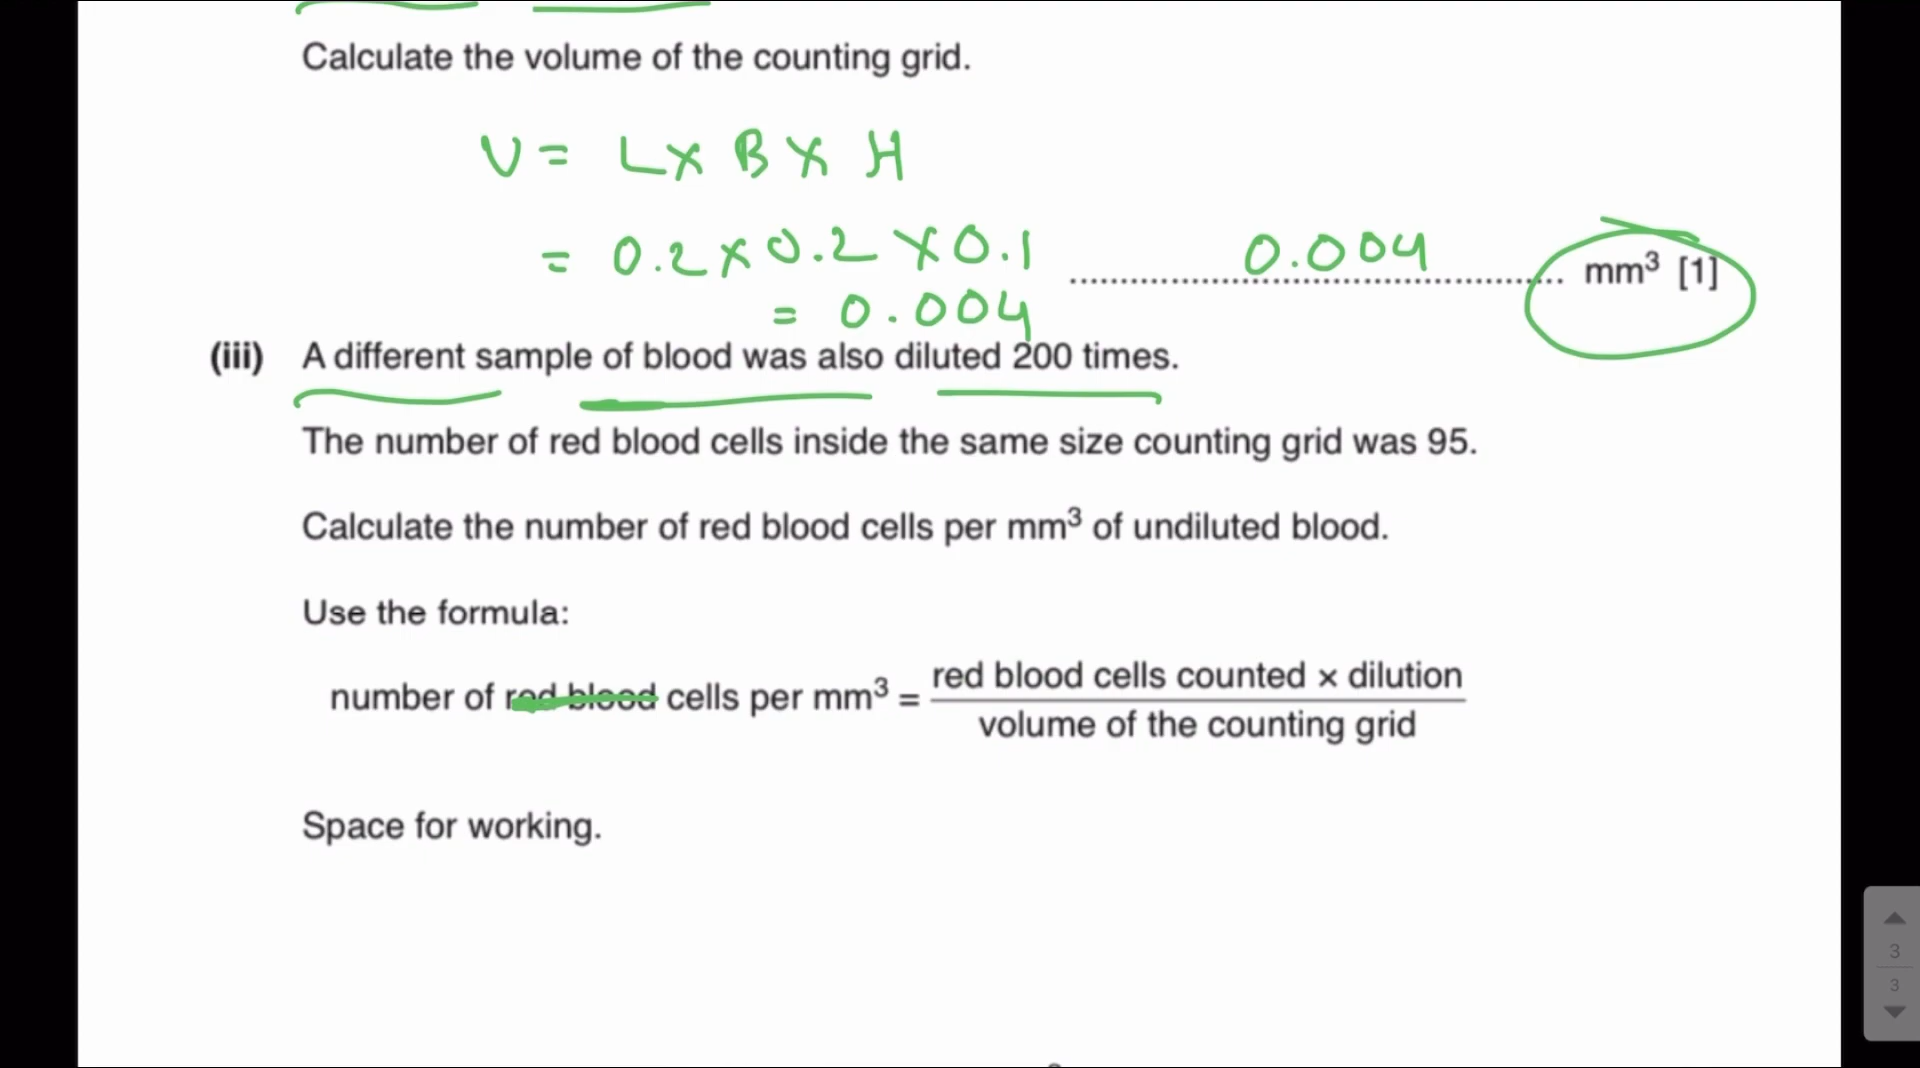 Calculate the volume of the counting grid.
V = L X B X H
= 0.2 X 0.2 X 0.1
0.004 mm³ [1]
= 0.004
(iii) A different sample of blood was also diluted 200 times.
The number of red blood cells inside the same size counting grid was 95.
Calculate the number of red blood cells per mm³ of undiluted blood.
Use the formula:
number of red blood cells per mm³ = red blood cells counted × dilution
volume of the counting grid
Space for working.
3
3